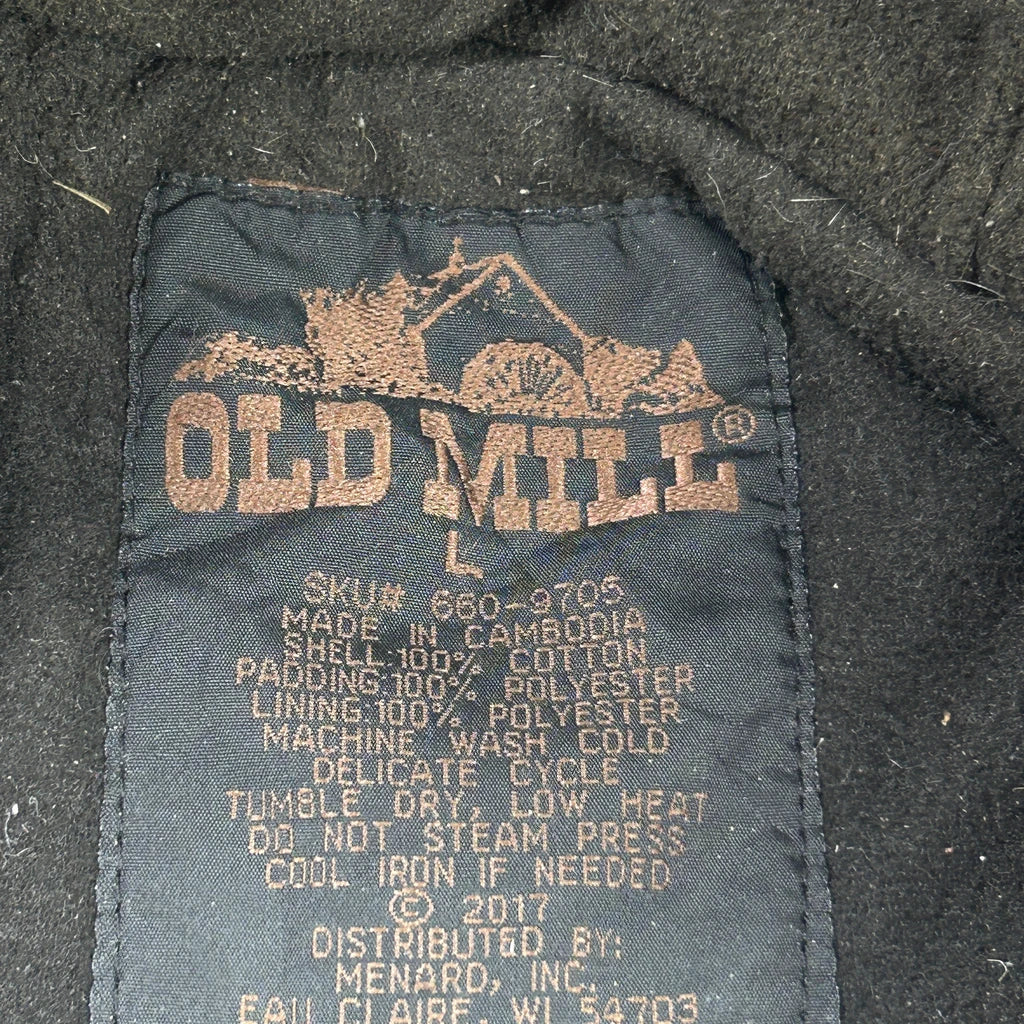 OLD MILL®
L
SKU# 660-9705
MADE IN CAMBODIA
SHELL:100% COTTON
PADDING:100% POLYESTER
LINING:100% POLYESTER
MACHINE WASH COLD
DELICATE CYCLE
TUMBLE DRY, LOW HEAT
DO NOT STEAM PRESS
COOL IRON IF NEEDED
© 2017
DISTRIBUTED BY:
MENARD, INC.
EAU CLAIRE, WI 54703